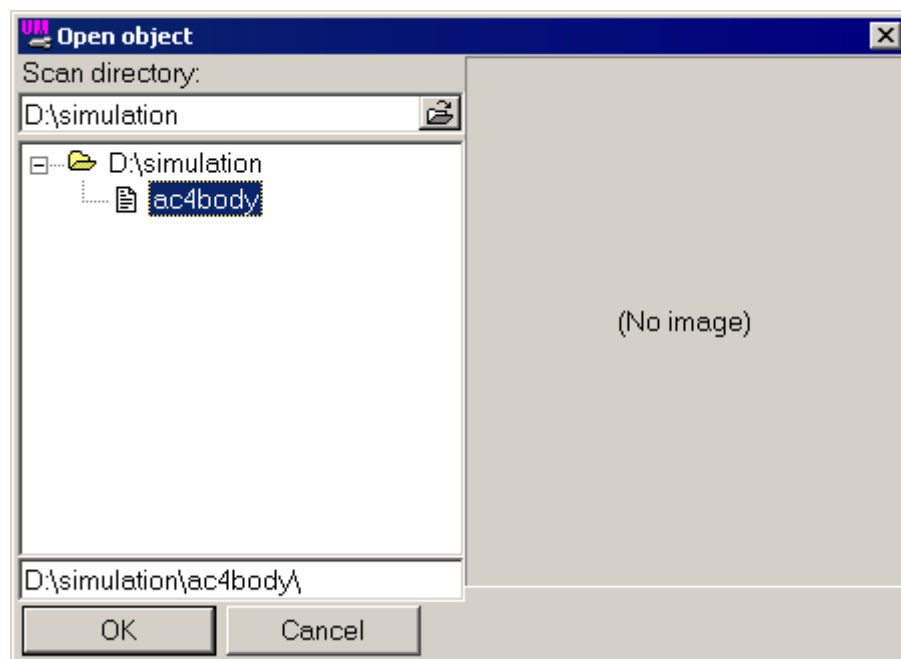 UM Open object
Scan directory:
D:\simulation
D:\simulation
ac4body
(No image)
D:\simulation\ac4body\
OK Cancel